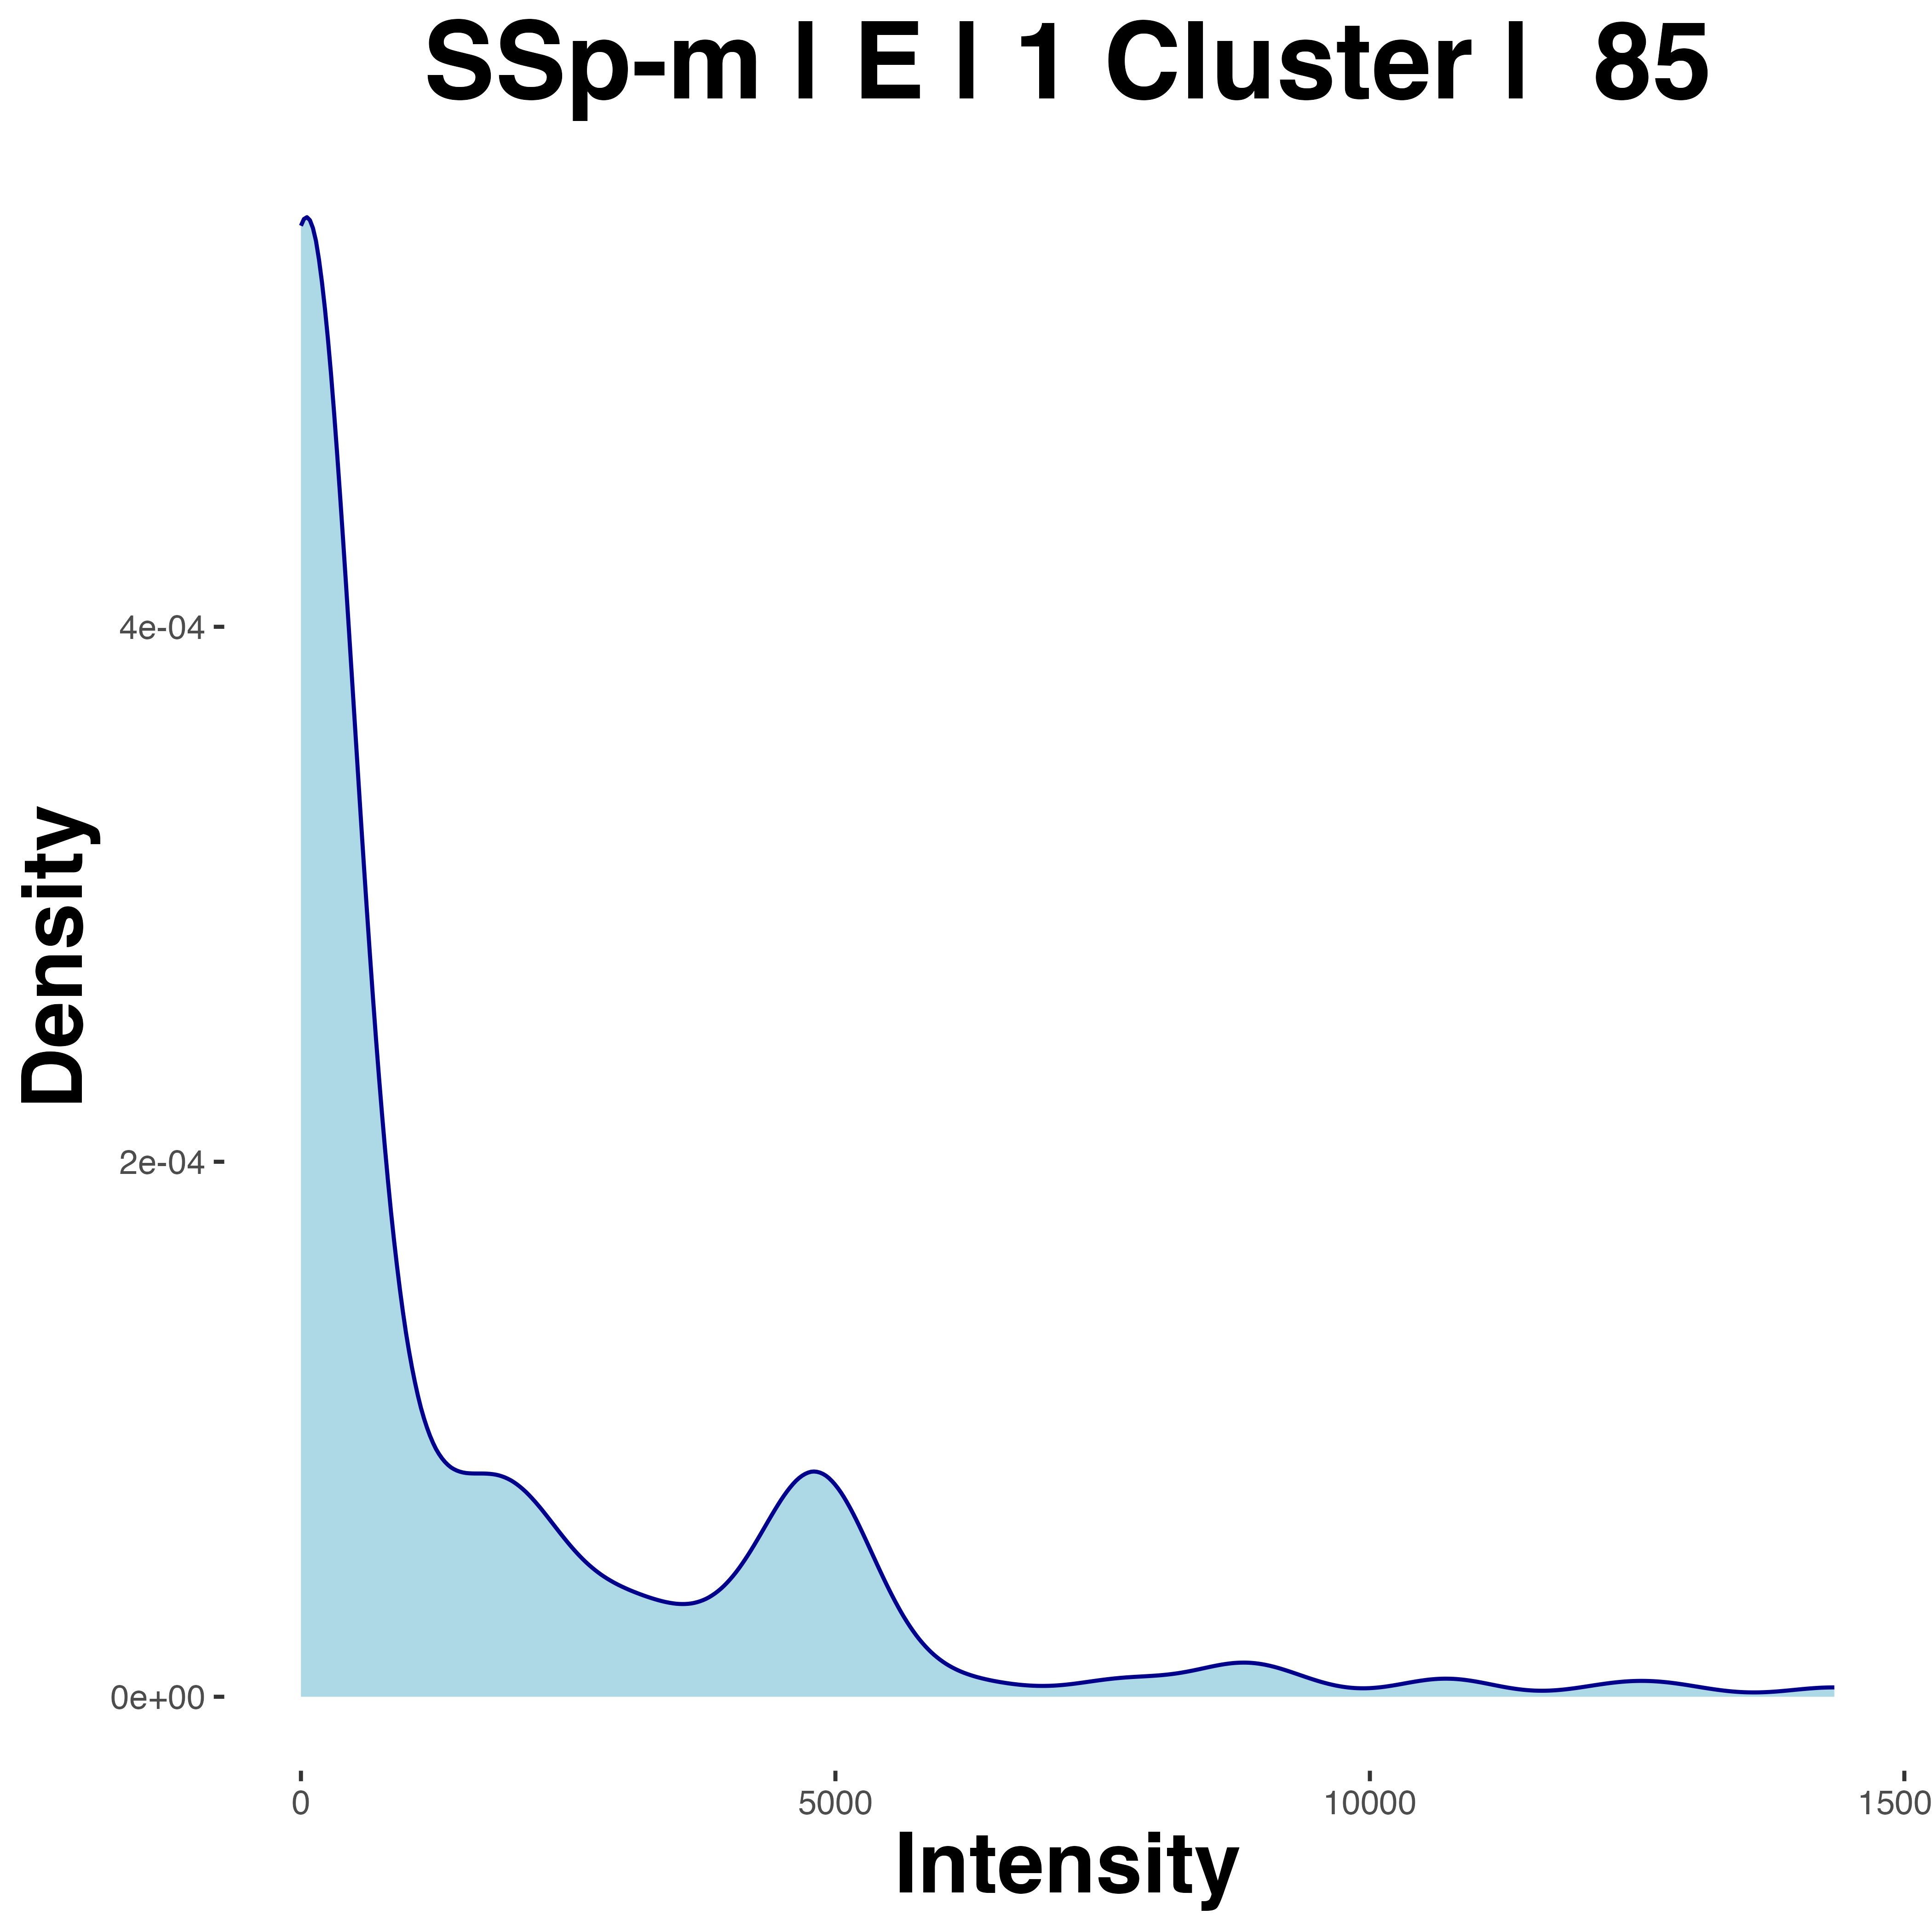 SSp-m | E | 1 Cluster | 85
Density
4e-04
2e-04
0e+00
0
5000
10000
1500
Intensity